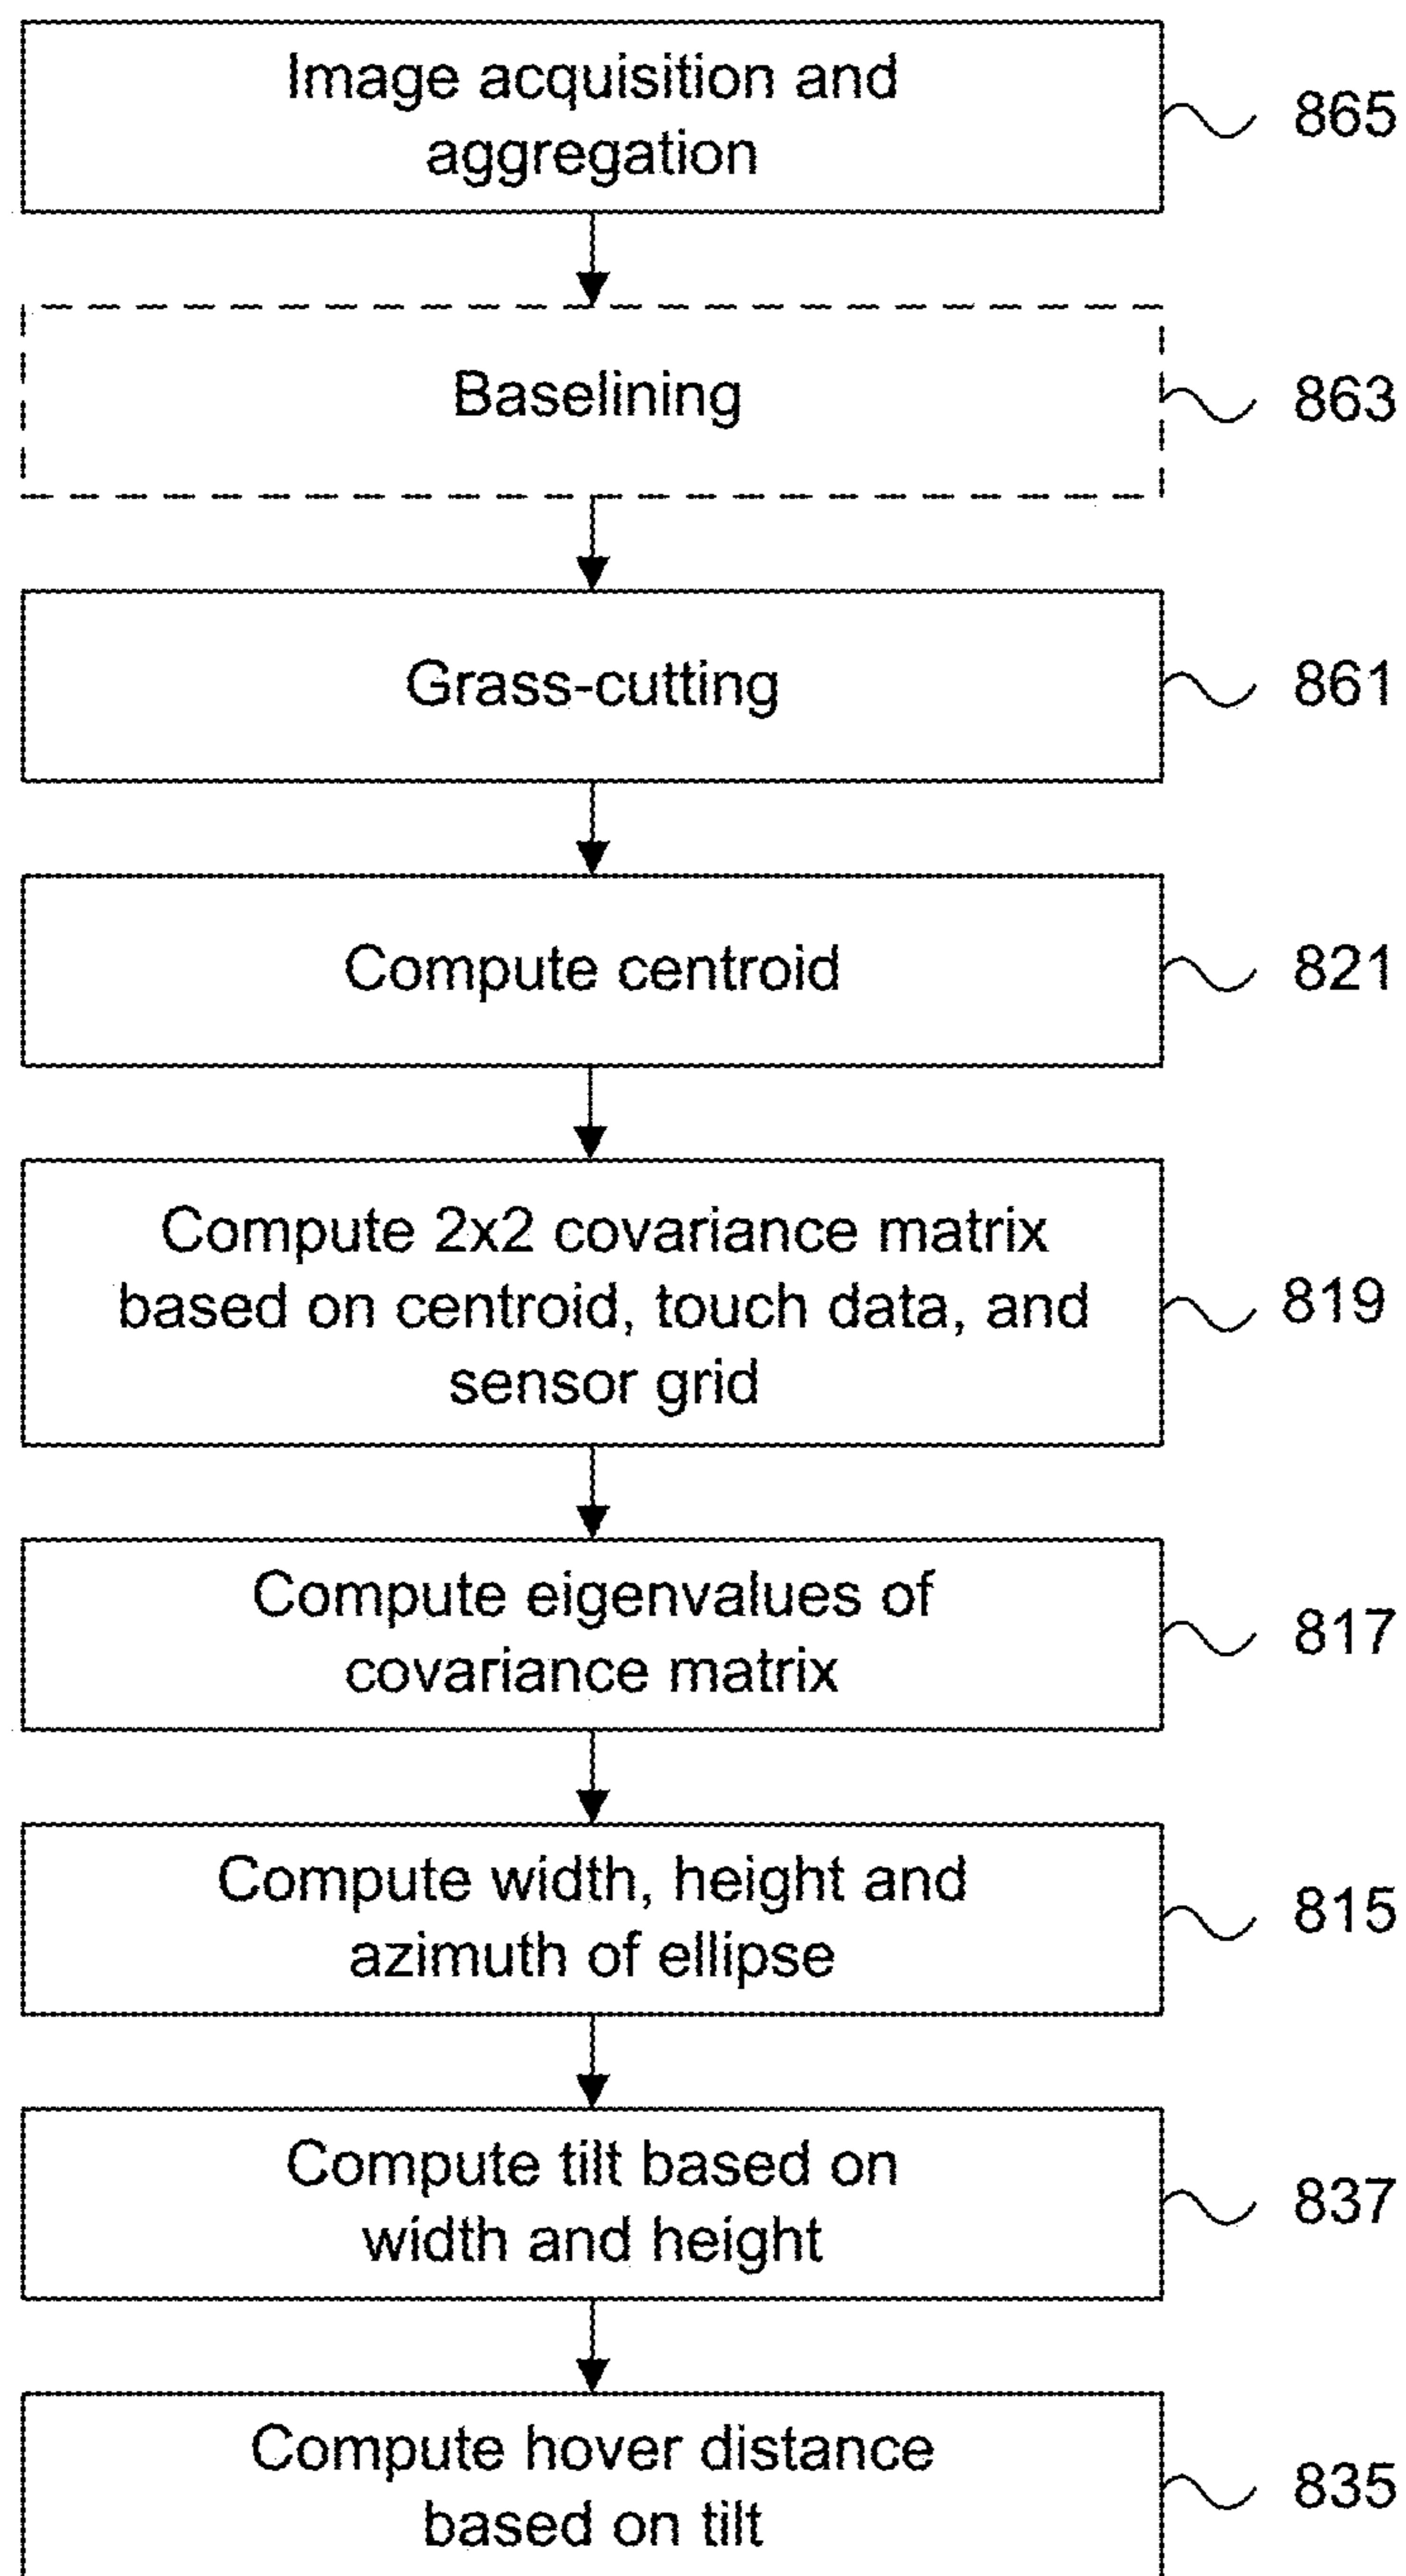 Image acquisition and
aggregation
865
Baselining
863
Grass-cutting
861
Compute centroid
821
Compute 2x2 covariance matrix
based on centroid, touch data, and
sensor grid
819
Compute eigenvalues of
covariance matrix
817
Compute width, height and
azimuth of ellipse
815
Compute tilt based on
width and height
837
Compute hover distance
based on tilt
835